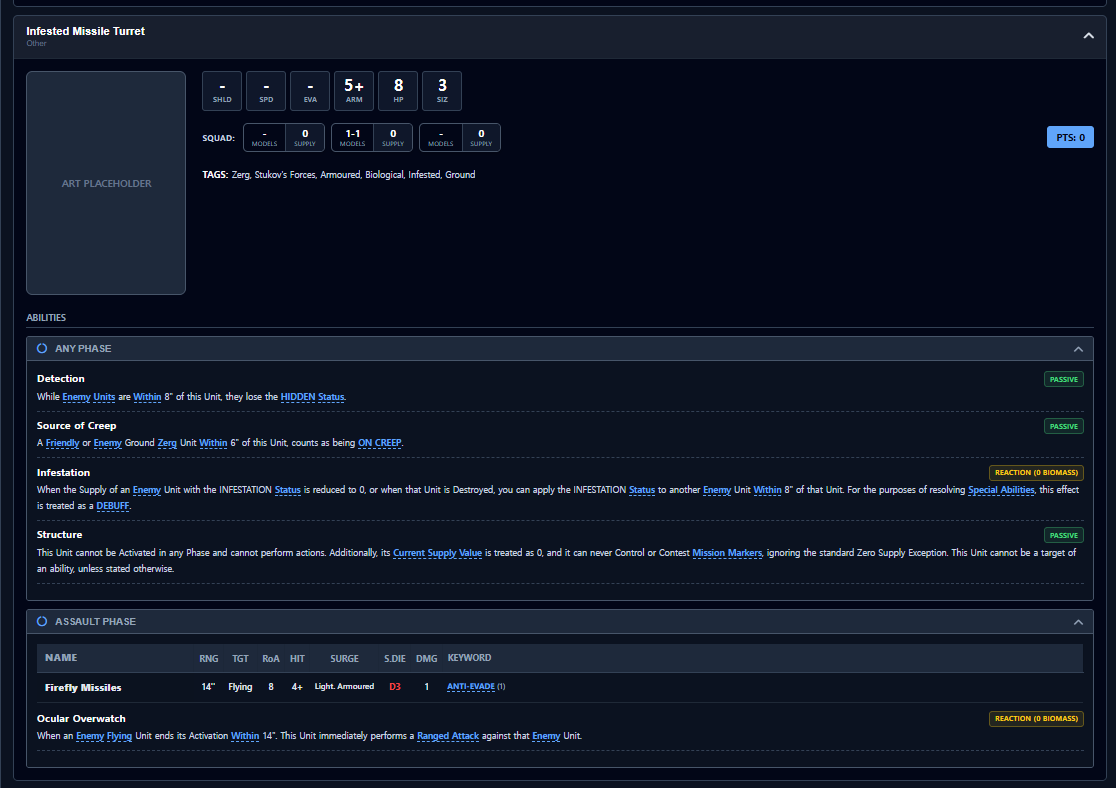 Infested Missile Turret
Other
ART PLACEHOLDER
- SHLD
- SPD
- EVA
5+ ARM
8 HP
3 SIZ
SQUAD:
- MODELS 0 SUPPLY
1-1 MODELS 0 SUPPLY
- MODELS 0 SUPPLY
PTS: 0
TAGS: Zerg, Stukov's Forces, Armoured, Biological, Infested, Ground
ABILITIES
ANY PHASE
Detection PASSIVE
While Enemy Units are Within 8" of this Unit, they lose the HIDDEN Status.
Source of Creep PASSIVE
A Friendly or Enemy Ground Zerg Unit Within 6" of this Unit, counts as being ON CREEP.
Infestation REACTION (0 BIOMASS)
When the Supply of an Enemy Unit with the INFESTATION Status is reduced to 0, or when that Unit is Destroyed, you can apply the INFESTATION Status to another Enemy Unit Within 8" of that Unit. For the purposes of resolving Special Abilities, this effect
is treated as a DEBUFF.
Structure PASSIVE
This Unit cannot be Activated in any Phase and cannot perform actions. Additionally, its Current Supply Value is treated as 0, and it can never Control or Contest Mission Markers, ignoring the standard Zero Supply Exception. This Unit cannot be a target of
an ability, unless stated otherwise.
ASSAULT PHASE
NAME RNG TGT RoA HIT SURGE S.DIE DMG KEYWORD
Firefly Missiles 14" Flying 8 4+ Light. Armoured D3 1 ANTI-EVADE (1)
Ocular Overwatch REACTION (0 BIOMASS)
When an Enemy Flying Unit ends its Activation Within 14". This Unit immediately performs a Ranged Attack against that Enemy Unit.